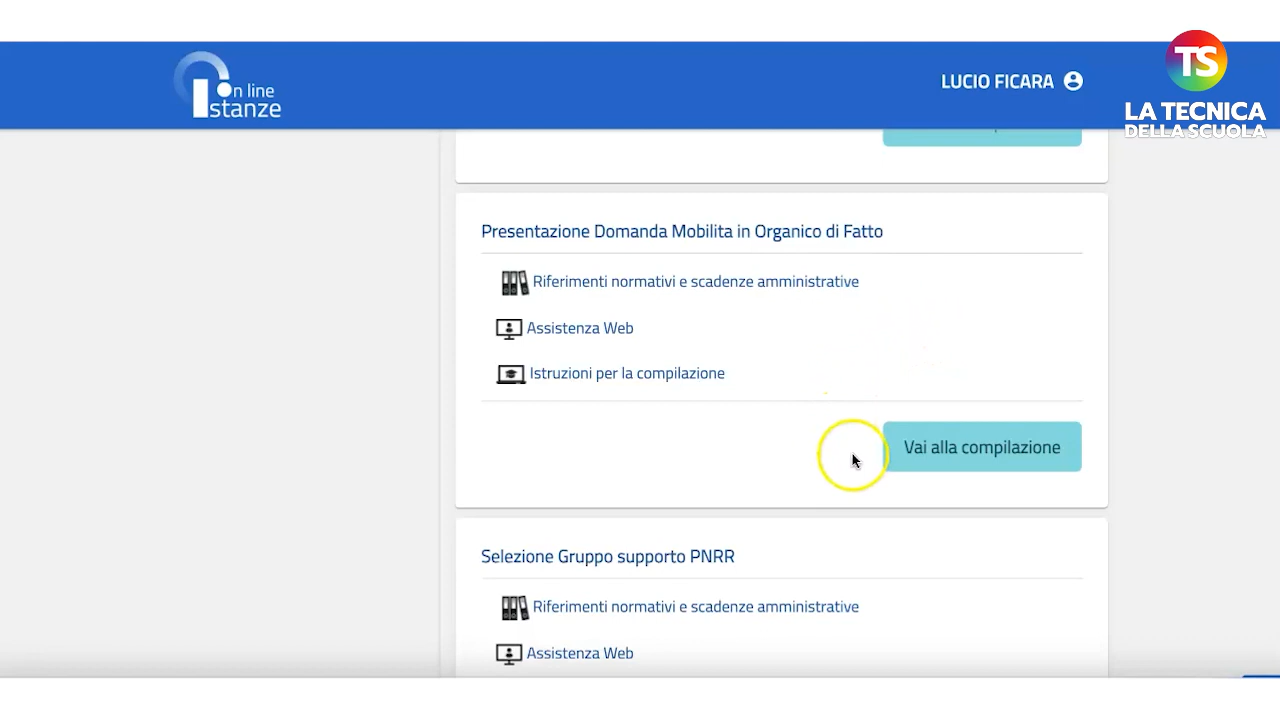 On line
Istanze
LUCIO FICARA
TS
LA TECNICA
DELLA SCUOLA
Presentazione Domanda Mobilita in Organico di Fatto
Riferimenti normativi e scadenze amministrative
Assistenza Web
Istruzioni per la compilazione
Vai alla compilazione
Selezione Gruppo supporto PNRR
Riferimenti normativi e scadenze amministrative
Assistenza Web